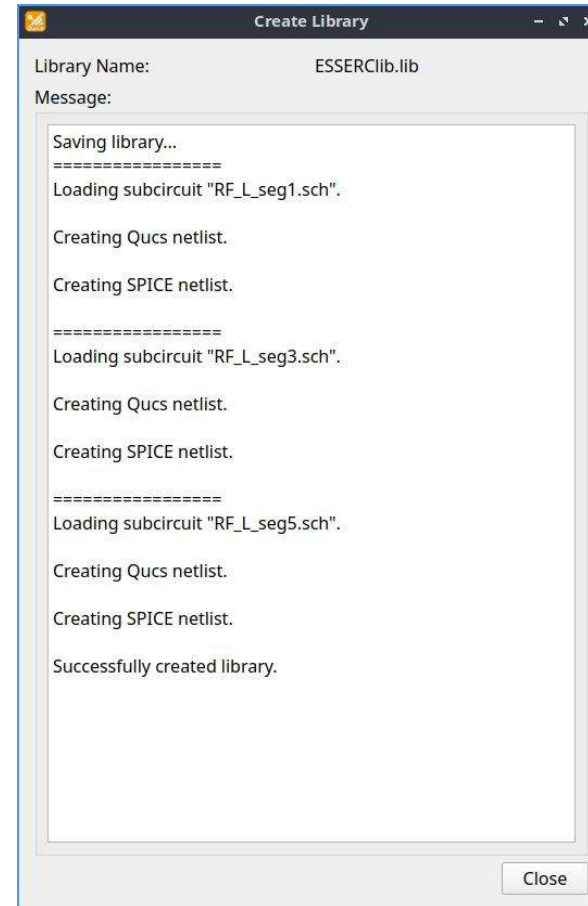 Create Library
Library Name: ESSERClib.lib
Message:
Saving library...
=================
Loading subcircuit "RF_L_seg1.sch".
Creating Qucs netlist.
Creating SPICE netlist.
=================
Loading subcircuit "RF_L_seg3.sch".
Creating Qucs netlist.
Creating SPICE netlist.
=================
Loading subcircuit "RF_L_seg5.sch".
Creating Qucs netlist.
Creating SPICE netlist.
Successfully created library.
Close